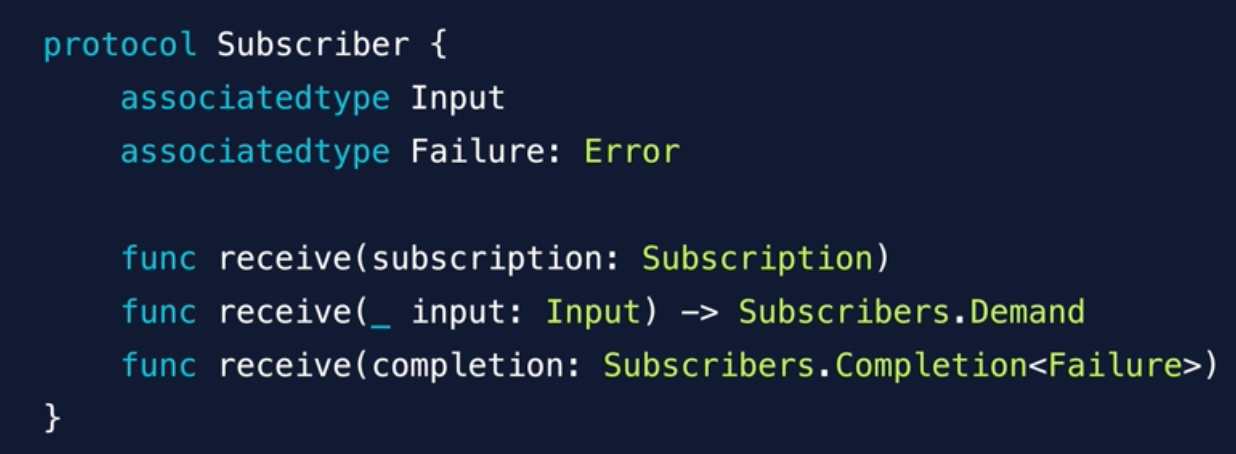 protocol Subscriber {
    associatedtype Input
    associatedtype Failure: Error

    func receive(subscription: Subscription)
    func receive(_ input: Input) -> Subscribers.Demand
    func receive(completion: Subscribers.Completion<Failure>)
}